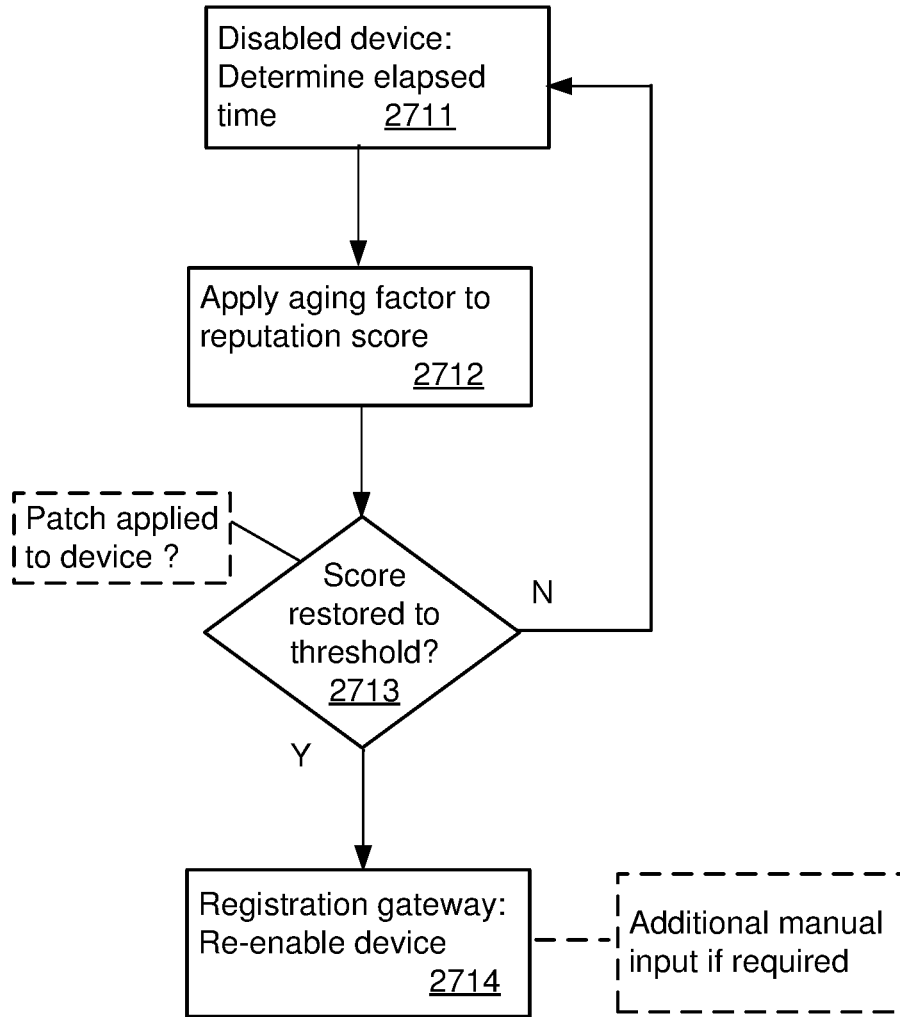 Disabled device:
Determine elapsed
time 2711
Apply aging factor to
reputation score
2712
Patch applied
to device ?
Score
restored to
threshold?
2713
N
Y
Registration gateway:
Re-enable device
2714
Additional manual
input if required